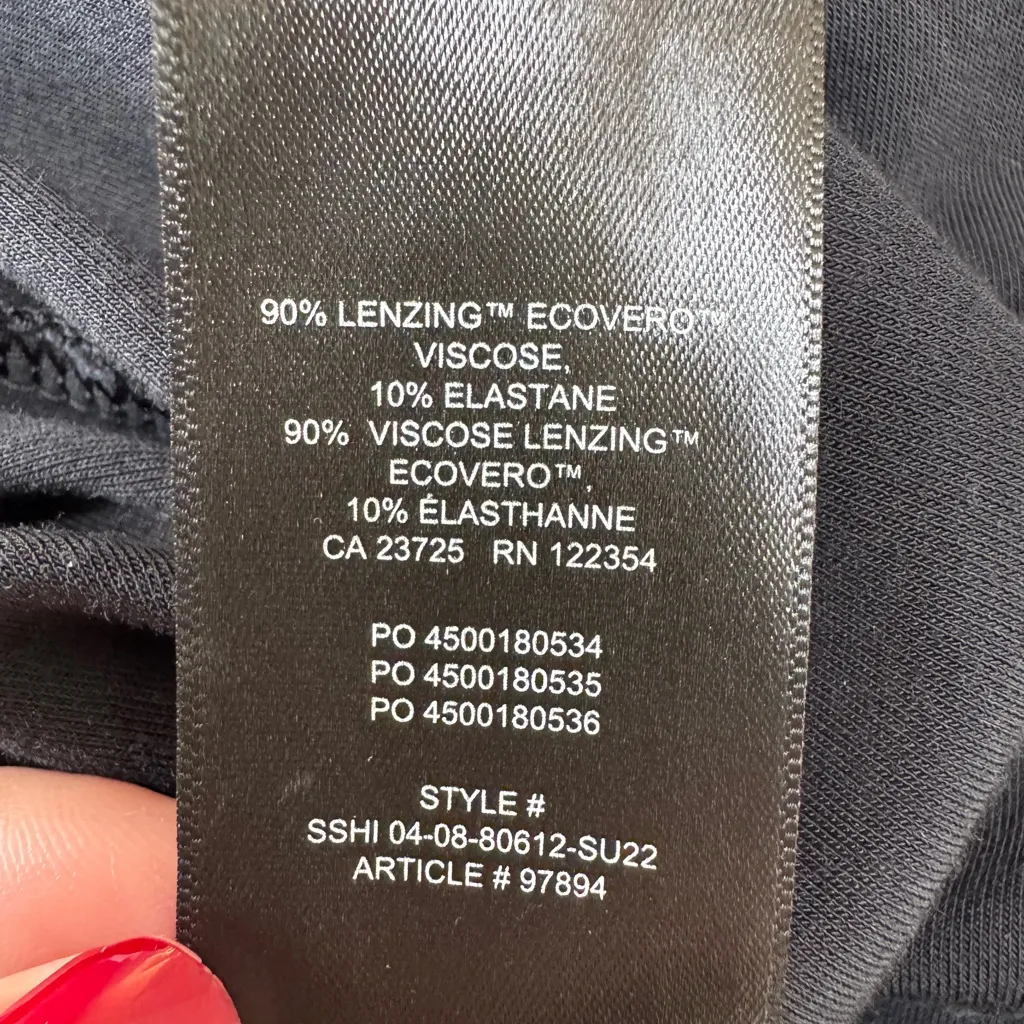 90% LENZING™ ECOVERO™
VISCOSE,
10% ELASTANE
90% VISCOSE LENZING™
ECOVERO™,
10% ÉLASTHANNE
CA 23725 RN 122354
PO 4500180534
PO 4500180535
PO 4500180536
STYLE #
SSHI 04-08-80612-SU22
ARTICLE # 97894